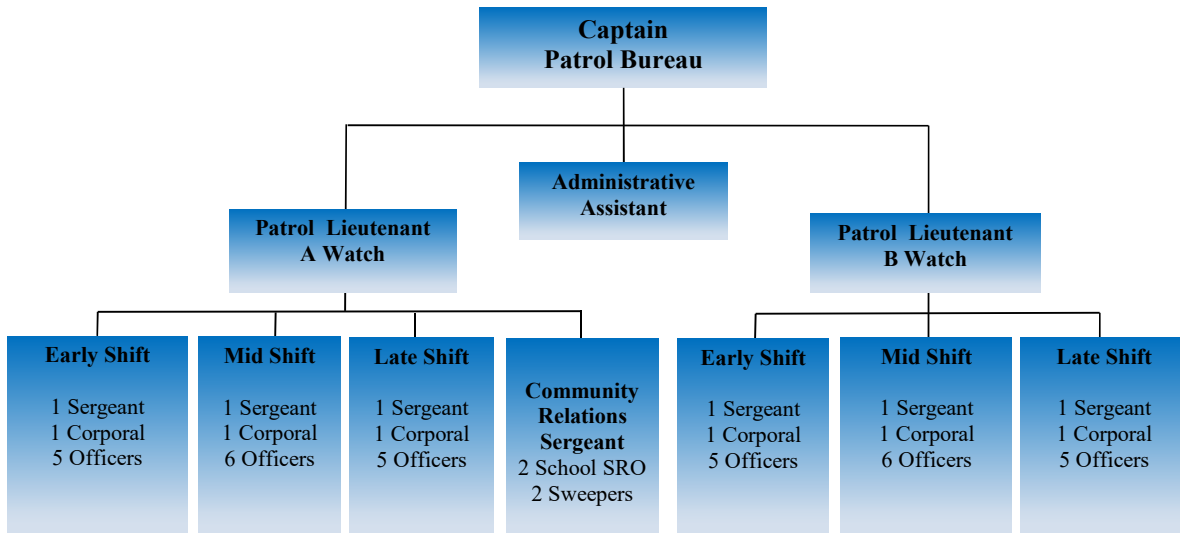 Captain
Patrol Bureau
Administrative
Assistant
Patrol Lieutenant
A Watch
Patrol Lieutenant
B Watch
Early Shift
1 Sergeant
1 Corporal
5 Officers
Mid Shift
1 Sergeant
1 Corporal
6 Officers
Late Shift
1 Sergeant
1 Corporal
5 Officers
Community
Relations
Sergeant
2 School SRO
2 Sweepers
Early Shift
1 Sergeant
1 Corporal
5 Officers
Mid Shift
1 Sergeant
1 Corporal
6 Officers
Late Shift
1 Sergeant
1 Corporal
5 Officers